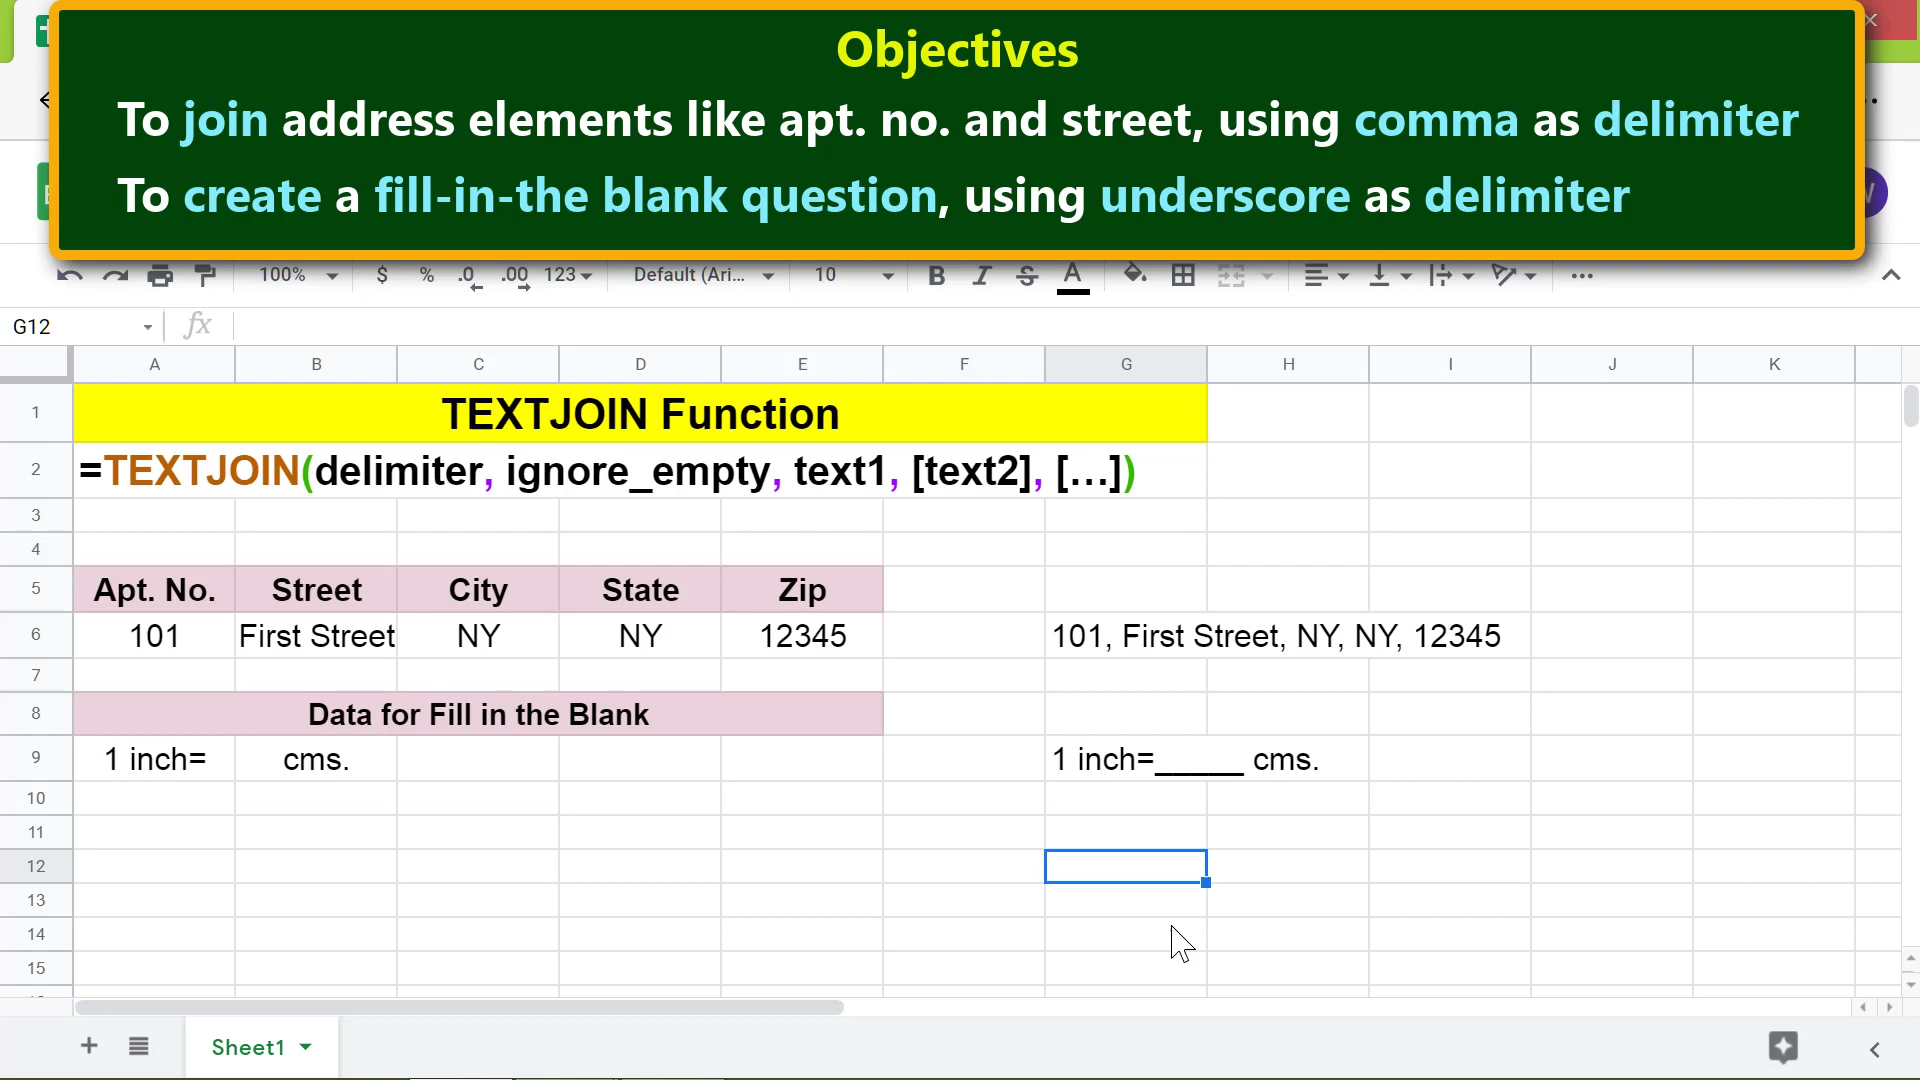 Objectives
To join address elements like apt. no. and street, using comma as delimiter
To create a fill-in-the blank question, using underscore as delimiter
100% $ % .0 .00 123 Default (Ari... 10 B I S A
G12 fx
A B C D E F G H I J K
1 TEXTJOIN Function
2 =TEXTJOIN(delimiter, ignore_empty, text1, [text2], [...])
3
4
5 Apt. No. Street City State Zip
6 101 First Street NY NY 12345 101, First Street, NY, NY, 12345
7
8 Data for Fill in the Blank
9 1 inch= cms. 1 inch=_____ cms.
10
11
12
13
14
15
Sheet1